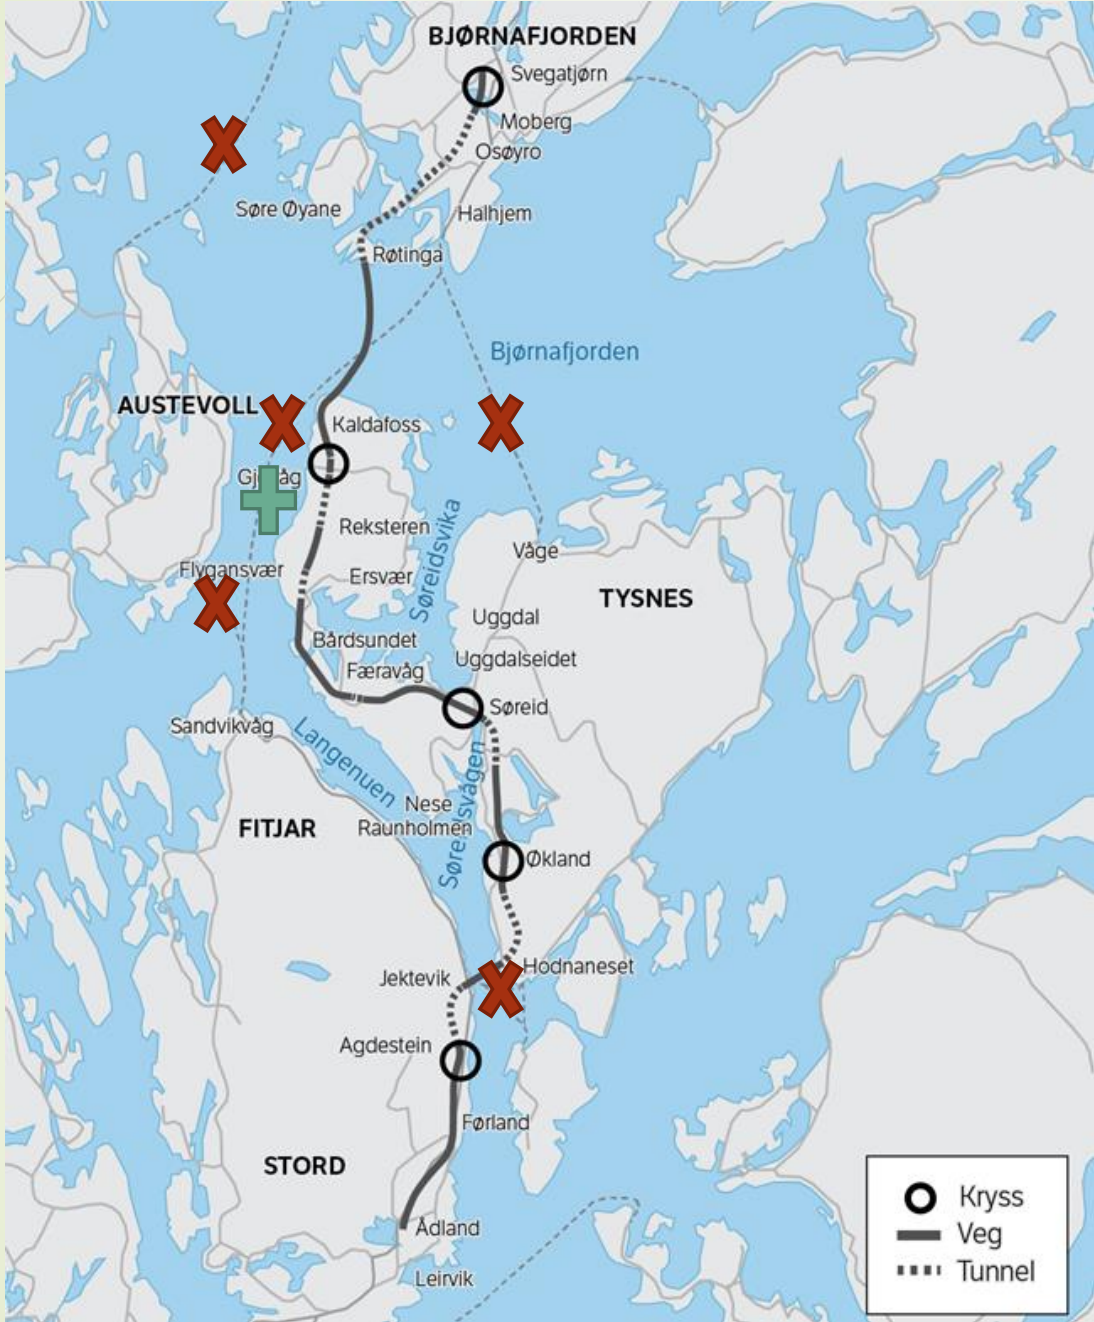 BJØRNAFJORDEN
Svegatjørn
Moberg
Osøyro
Søre Øyane
Halhjem
Røtinga
Bjørnafjorden
AUSTEVOLL
Kaldafoss
Reksteren
Søreidsvika
Våge
Flygansvær
Ersvær
TYSNES
Uggdal
Bårdsundet
Uggdalseidet
Færavåg
Søreid
Sandvikvåg
Langenuen
Søreidsvågen
Nese
Raunholmen
FITJAR
Økland
Hodnaneset
Jektevik
Agdestein
Førland
STORD
Ådland
Leirvik
Kryss
Veg
Tunnel